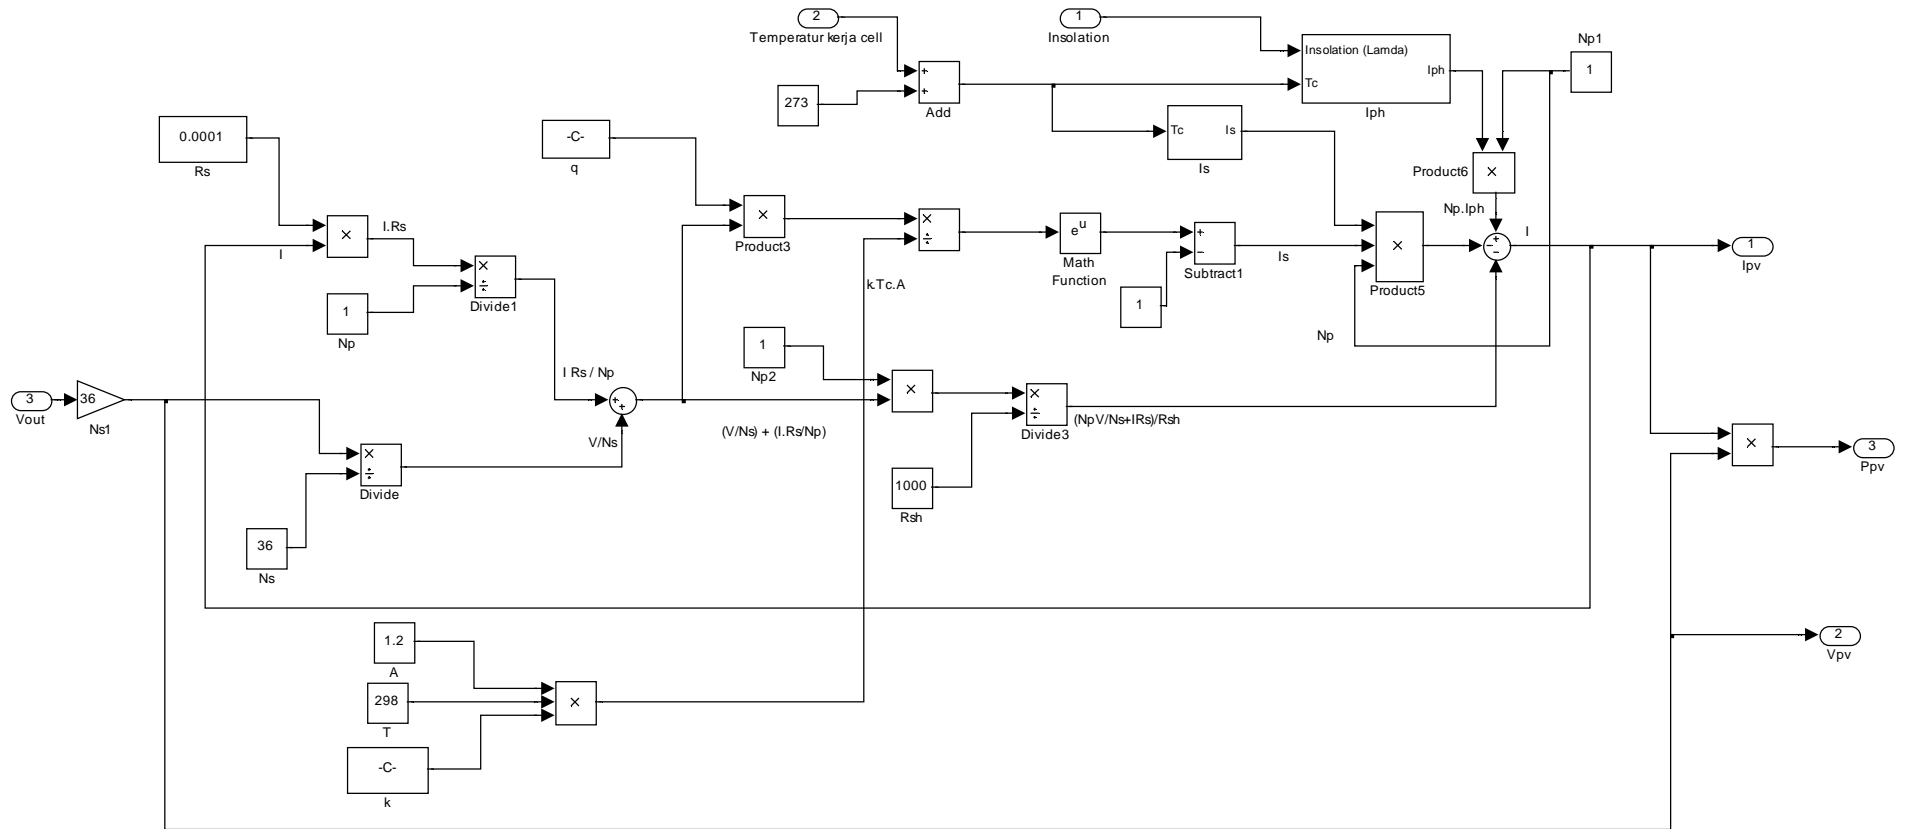 2
Temperatur kerja cell
1
Insolation
Insolation (Lamda)
Iph
Tc
Iph
Np1
1
+
+
Add
273
Tc
Is
Is
0.0001
Rs
-C-
q
Product6
×
Np.Iph
×
I.Rs
I
×
Product3
×
÷
e^u
Math
Function
+
-
Subtract1
1
Is
×
Product5
-
+
-
I
1
Ipv
×
÷
Divide1
1
Np
k.Tc.A
Np
1
Np2
I Rs / Np
3
Vout
36
Ns1
+
+
V/Ns
(V/Ns) + (I.Rs/Np)
×
×
÷
Divide3
(NpV/Ns+IRs)/Rsh
×
3
Ppv
×
÷
Divide
1000
Rsh
36
Ns
1.2
A
298
T
-C-
k
×
2
Vpv